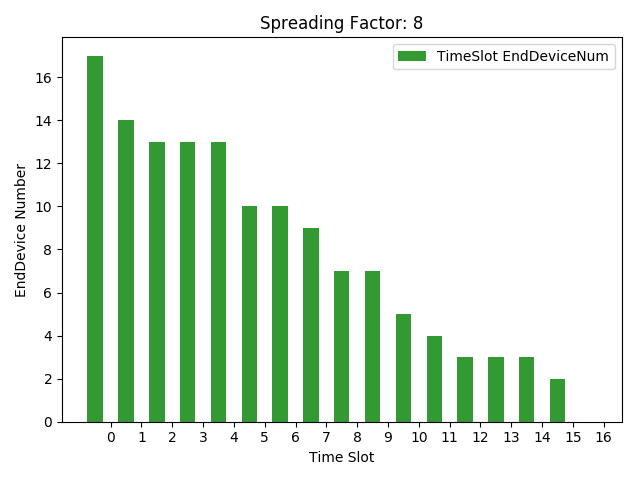 Spreading Factor: 8
TimeSlot EndDeviceNum
EndDevice Number
16
14
12
10
8
6
4
2
0
0 1 2 3 4 5 6 7 8 9 10 11 12 13 14 15 16
Time Slot